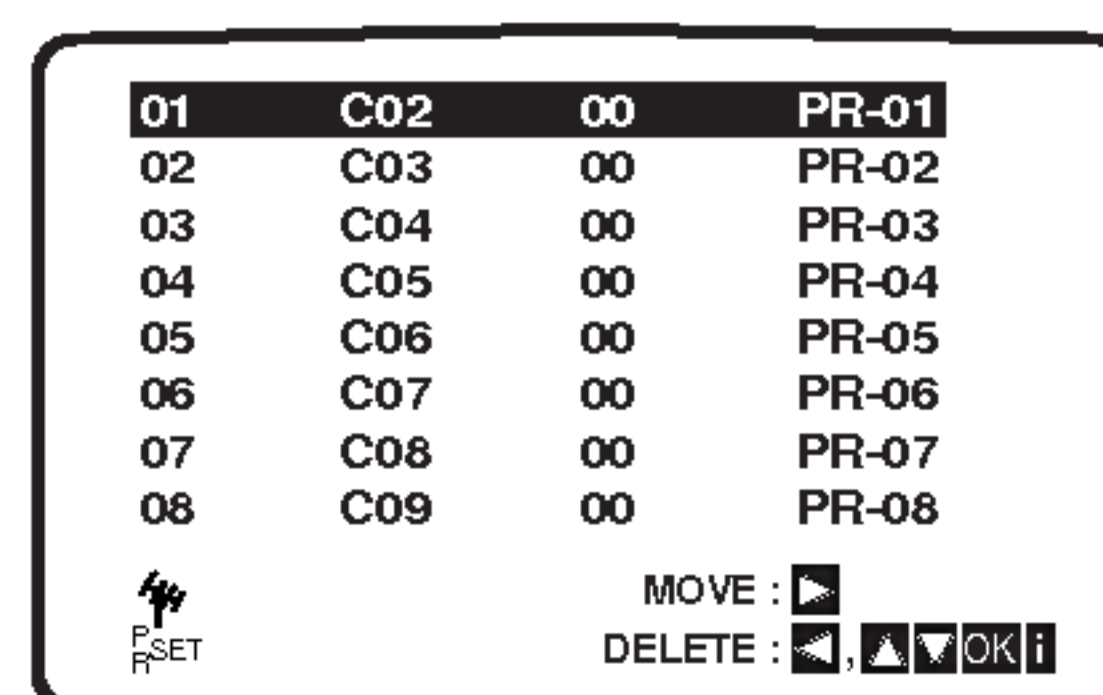 01 C02 00 PR-01
02 C03 00 PR-02
03 C04 00 PR-03
04 C05 00 PR-04
05 C06 00 PR-05
06 C07 00 PR-06
07 C08 00 PR-07
08 C09 00 PR-08
MOVE : ▷
PR SET DELETE : ◁ , △ ▽ OK i